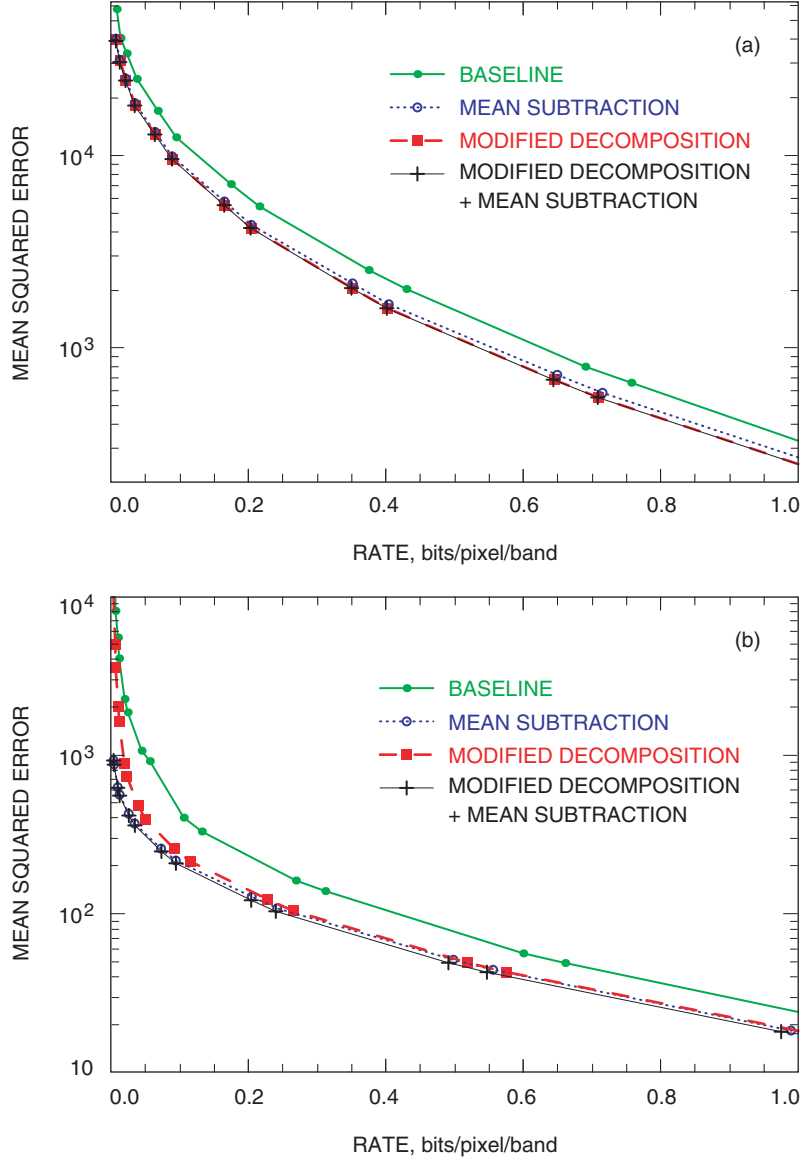 (a)
BASELINE
MEAN SUBTRACTION
MODIFIED DECOMPOSITION
MODIFIED DECOMPOSITION
+ MEAN SUBTRACTION
MEAN SQUARED ERROR
10^4
10^3
0.0 0.2 0.4 0.6 0.8 1.0
RATE, bits/pixel/band
(b)
BASELINE
MEAN SUBTRACTION
MODIFIED DECOMPOSITION
MODIFIED DECOMPOSITION
+ MEAN SUBTRACTION
MEAN SQUARED ERROR
10^4
10^3
10^2
10
0.0 0.2 0.4 0.6 0.8 1.0
RATE, bits/pixel/band